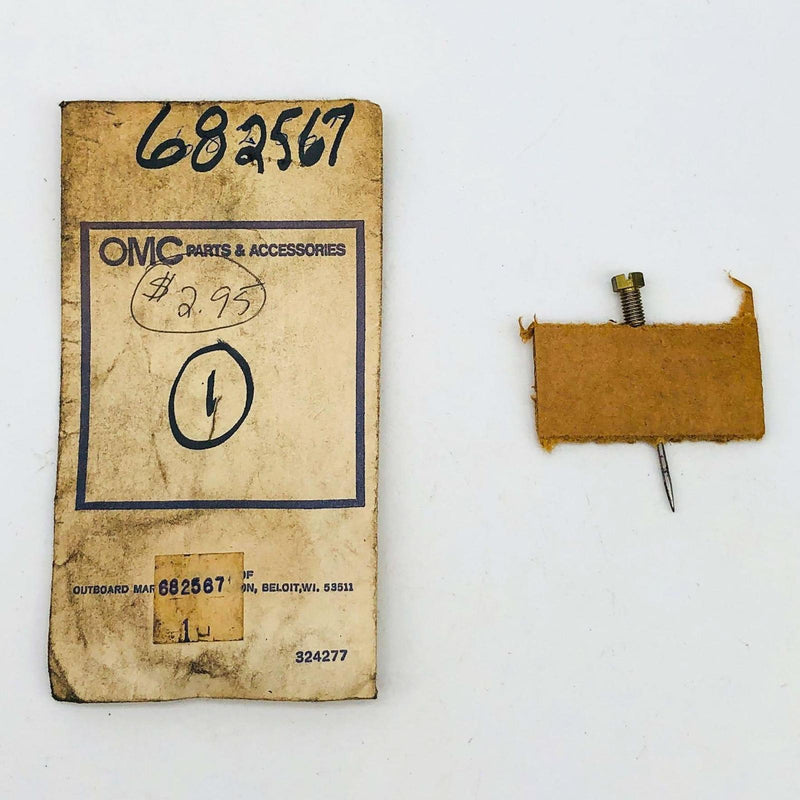 682567
OMC PARTS & ACCESSORIES
$2.95
1
OF
OUTBOARD MAR 682567 ON, BELOIT, WI. 53511
1
324277